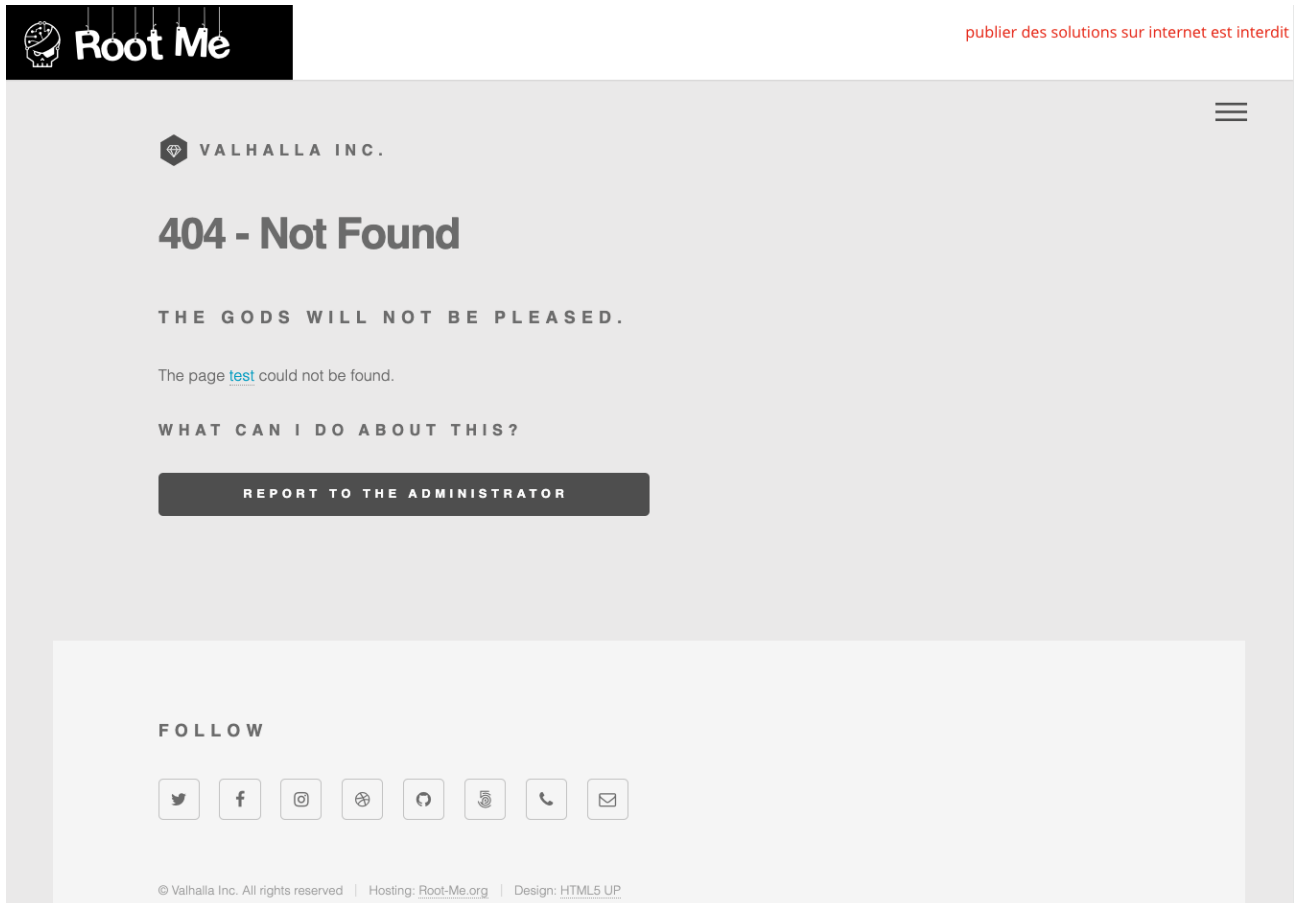 Root Me
publier des solutions sur internet est interdit
VALHALLA INC.
404 - Not Found
THE GODS WILL NOT BE PLEASED.
The page test could not be found.
WHAT CAN I DO ABOUT THIS?
REPORT TO THE ADMINISTRATOR
FOLLOW
© Valhalla Inc. All rights reserved | Hosting: Root-Me.org | Design: HTML5 UP